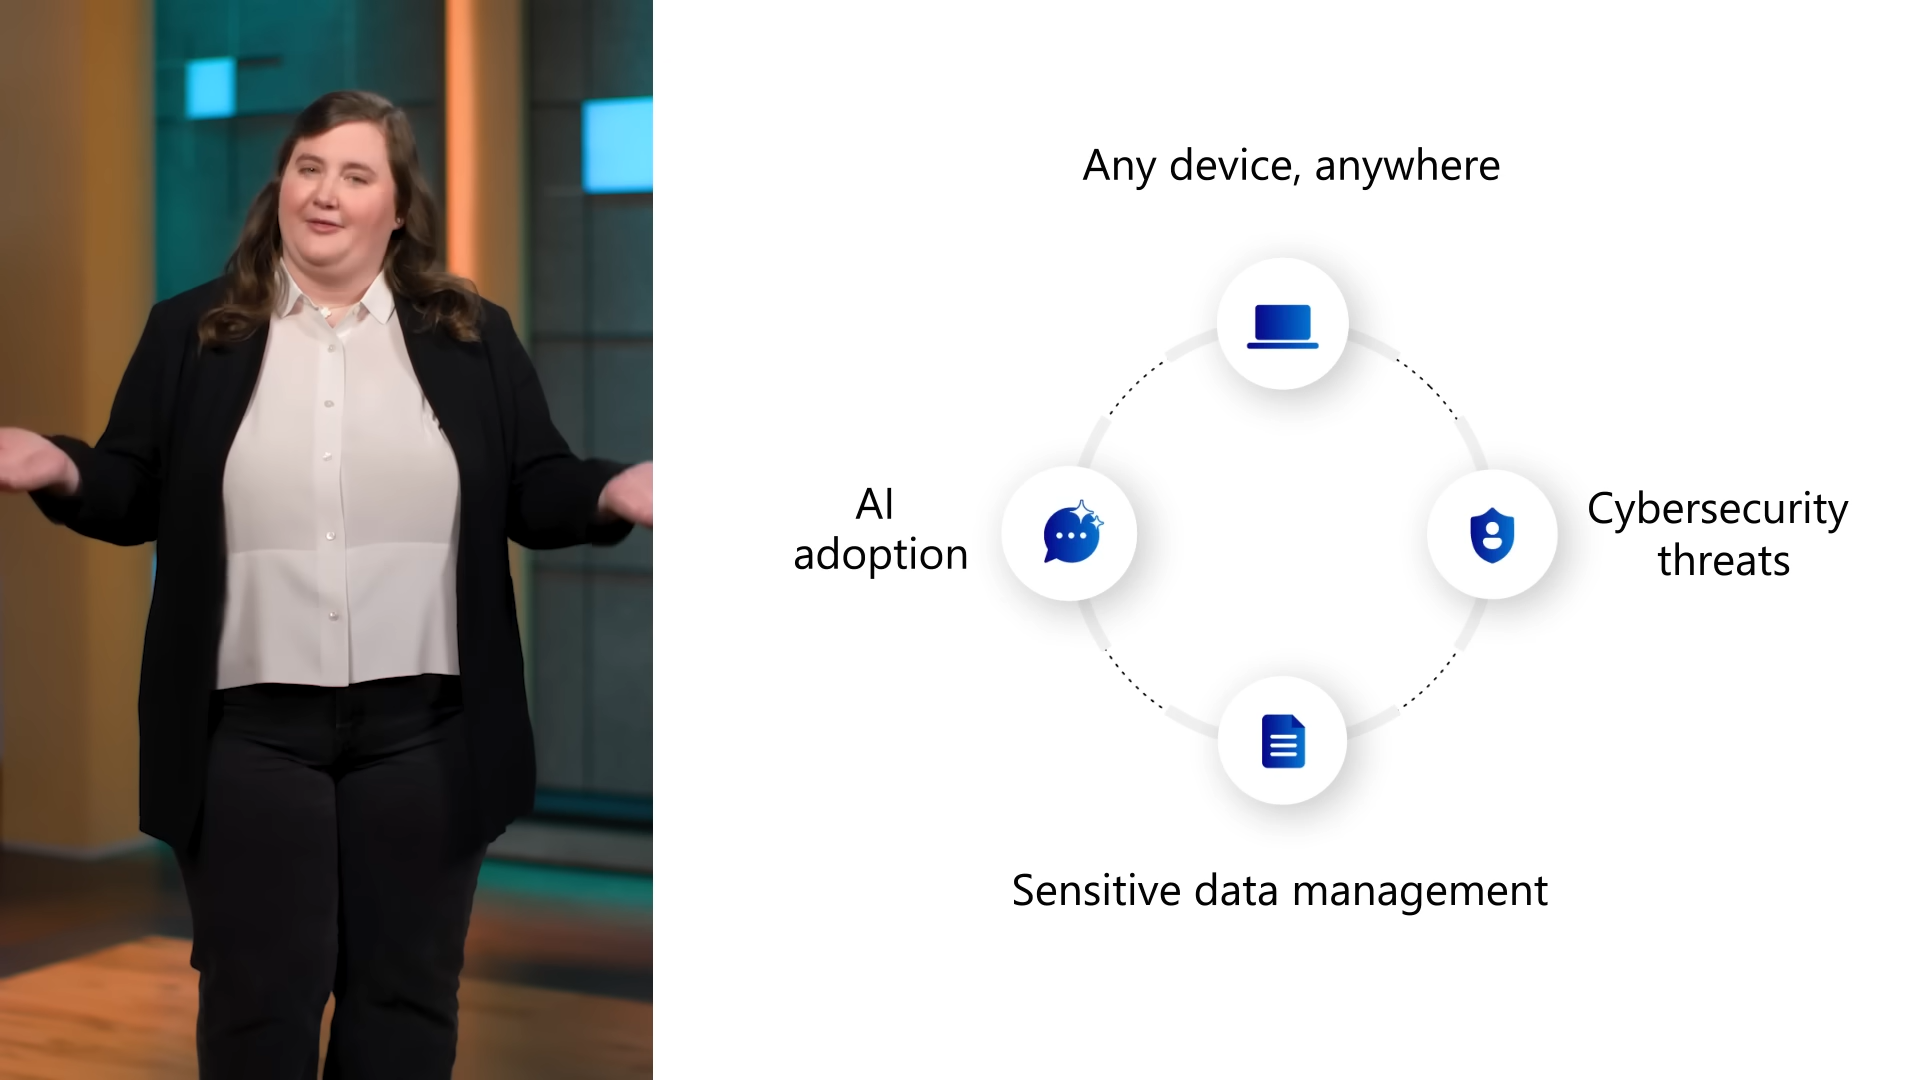 Any device, anywhere
AI
adoption
Cybersecurity
threats
Sensitive data management